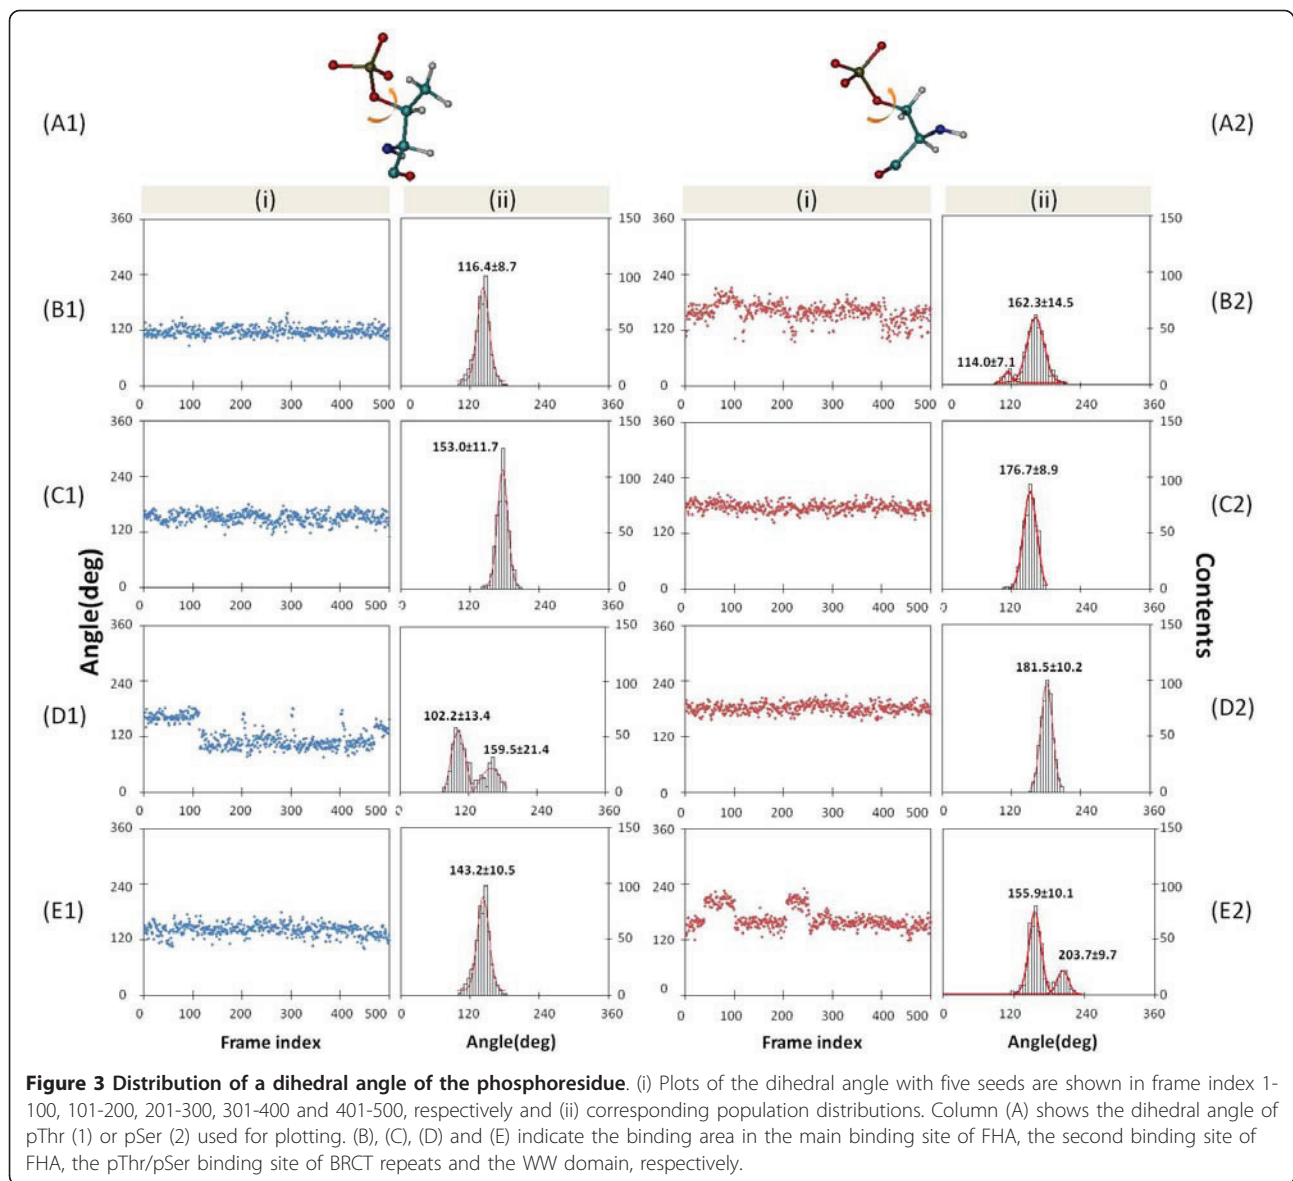 (A1)
(A2)
(i)
(ii)
(i)
(ii)
(B1)
360
240
120
0
0 100 200 300 400 500
116.4±8.7
150
100
50
0
120 240 360
162.3±14.5
114.0±7.1
360
240
120
0
0 100 200 300 400 500
150
100
50
0
0 120 240 360
(B2)
(C1)
360
240
120
0
0 100 200 300 400 500
153.0±11.7
150
100
50
0
0 120 240 360
360
240
120
0
0 100 200 300 400 500
176.7±8.9
150
100
50
0
0 120 240 360
(C2)
Angle(deg)
Contents
(D1)
360
240
120
0
0 100 200 300 400 500
102.2±13.4
159.5±21.4
150
100
50
0
0 120 240 360
360
240
120
0
0 100 200 300 400 500
181.5±10.2
150
100
50
0
0 120 240 360
(D2)
(E1)
360
240
120
0
0 100 200 300 400 500
143.2±10.5
150
100
50
0
0 120 240 360
360
240
120
0
0 100 200 300 400 500
155.9±10.1
203.7±9.7
150
100
50
0
0 120 240 360
(E2)
Frame index
Angle(deg)
Frame index
Angle(deg)
Figure 3 Distribution of a dihedral angle of the phosphoresidue. (i) Plots of the dihedral angle with five seeds are shown in frame index 1-
100, 101-200, 201-300, 301-400 and 401-500, respectively and (ii) corresponding population distributions. Column (A) shows the dihedral angle of
pThr (1) or pSer (2) used for plotting. (B), (C), (D) and (E) indicate the binding area in the main binding site of FHA, the second binding site of
FHA, the pThr/pSer binding site of BRCT repeats and the WW domain, respectively.